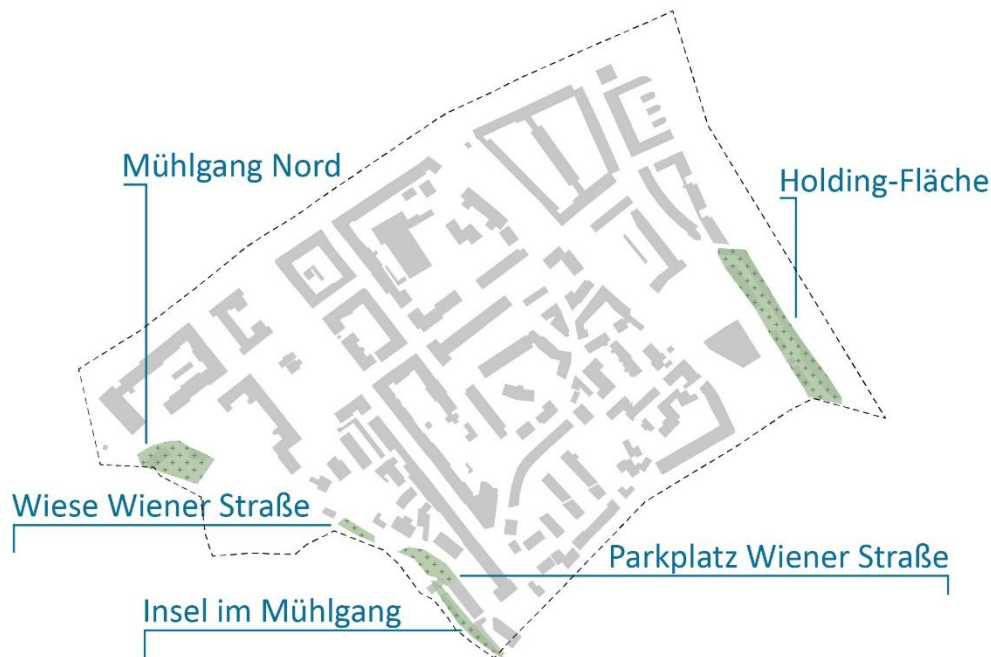 Mühlgang Nord
Holding-Fläche
Wiese Wiener Straße
Parkplatz Wiener Straße
Insel im Mühlgang